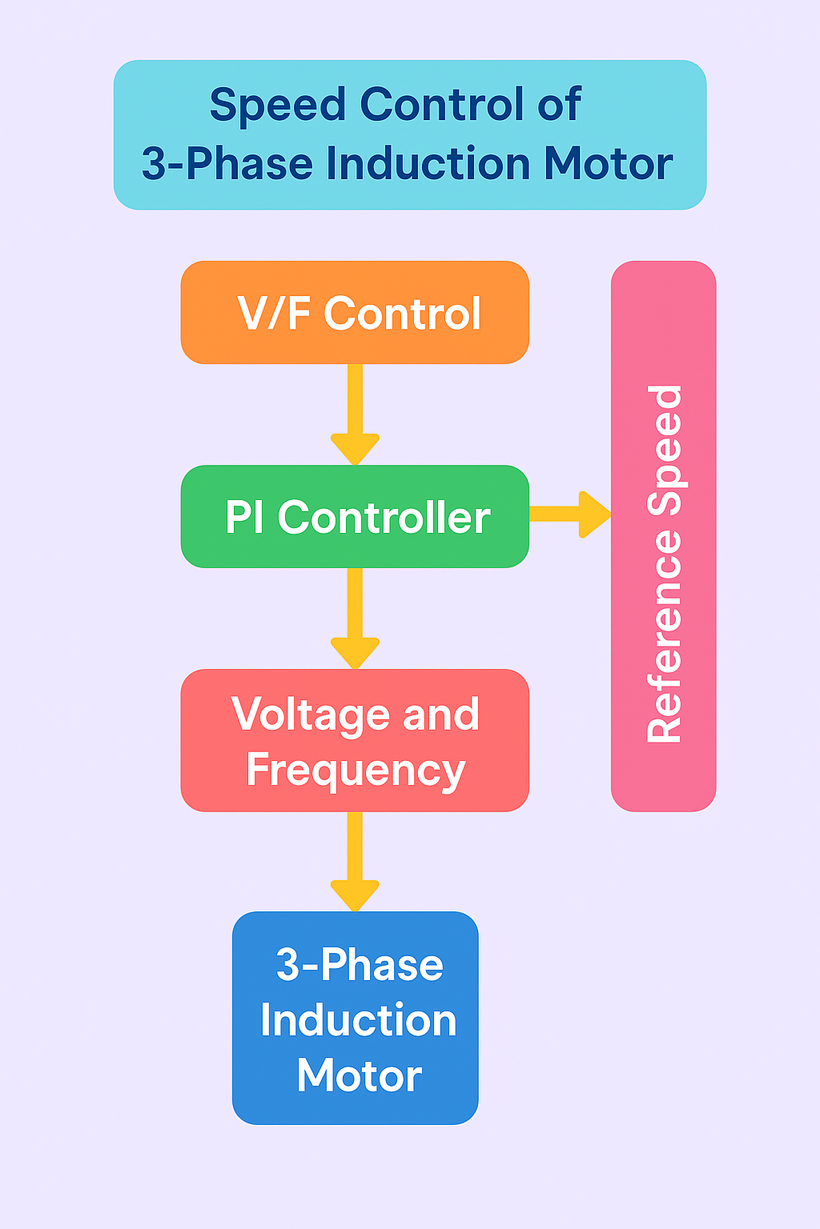 Speed Control of
3-Phase Induction Motor
V/F Control
PI Controller
Reference Speed
Voltage and
Frequency
3-Phase
Induction
Motor